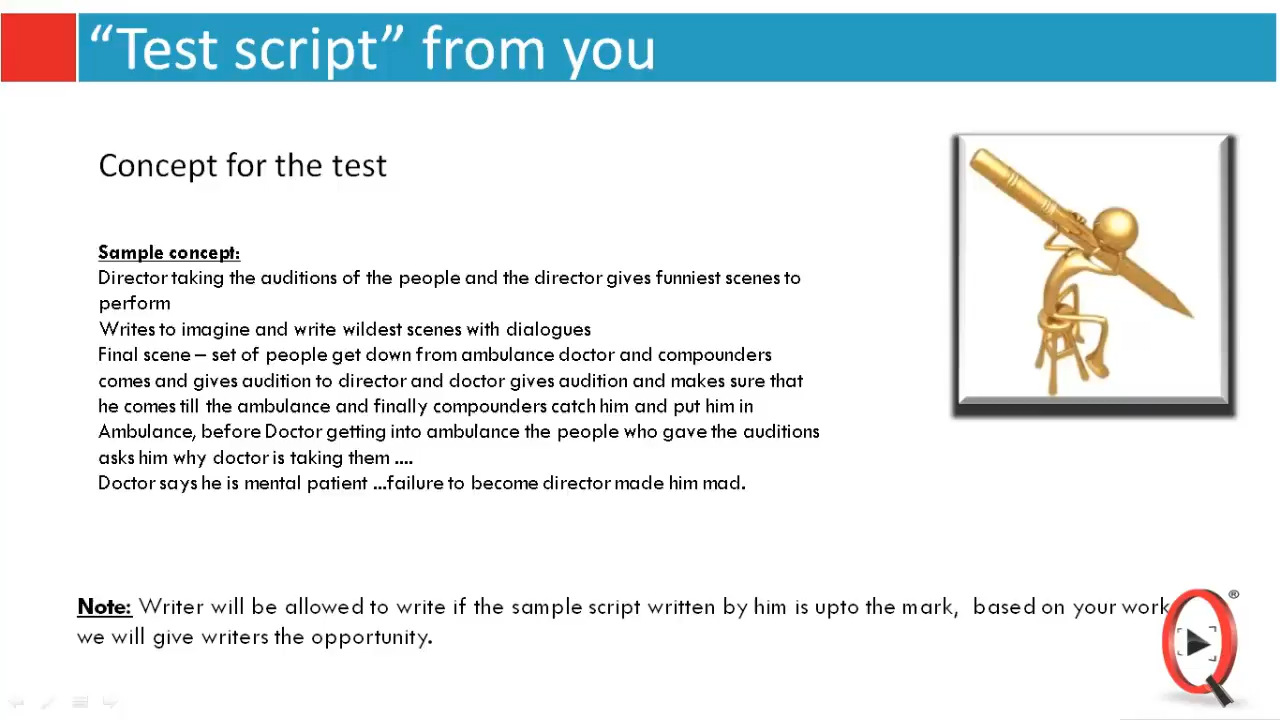 “Test script” from you
Concept for the test
Sample concept:
Director taking the auditions of the people and the director gives funniest scenes to
perform
Writes to imagine and write wildest scenes with dialogues
Final scene – set of people get down from ambulance doctor and compounders
comes and gives audition to director and doctor gives audition and makes sure that
he comes till the ambulance and finally compounders catch him and put him in
Ambulance, before Doctor getting into ambulance the people who gave the auditions
asks him why doctor is taking them ....
Doctor says he is mental patient ...failure to become director made him mad.
Note: Writer will be allowed to write if the sample script written by him is upto the mark, based on your work
we will give writers the opportunity.
®